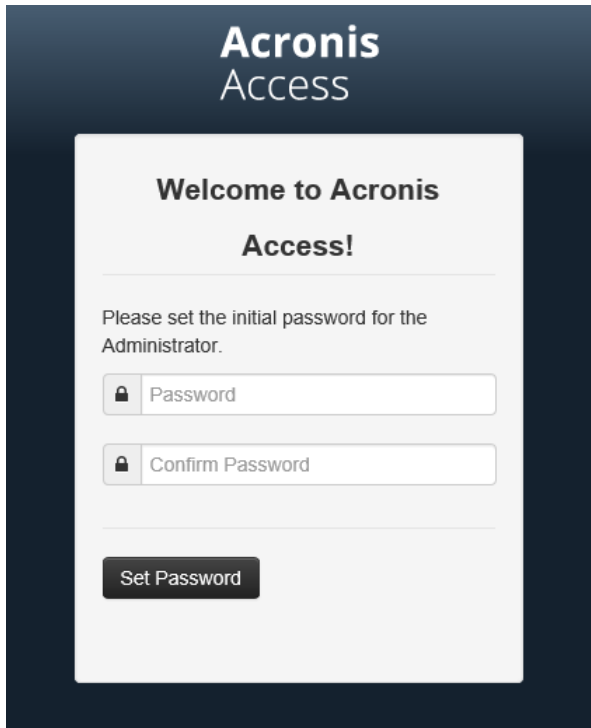 Acronis
Access
Welcome to Acronis
Access!
Please set the initial password for the
Administrator.
Password
Confirm Password
Set Password